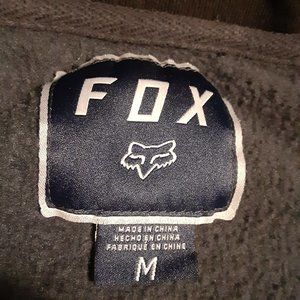 FOX
MADE IN CHINA
HECHO EN CHINA
FABRIQUÉ EN CHINE
M